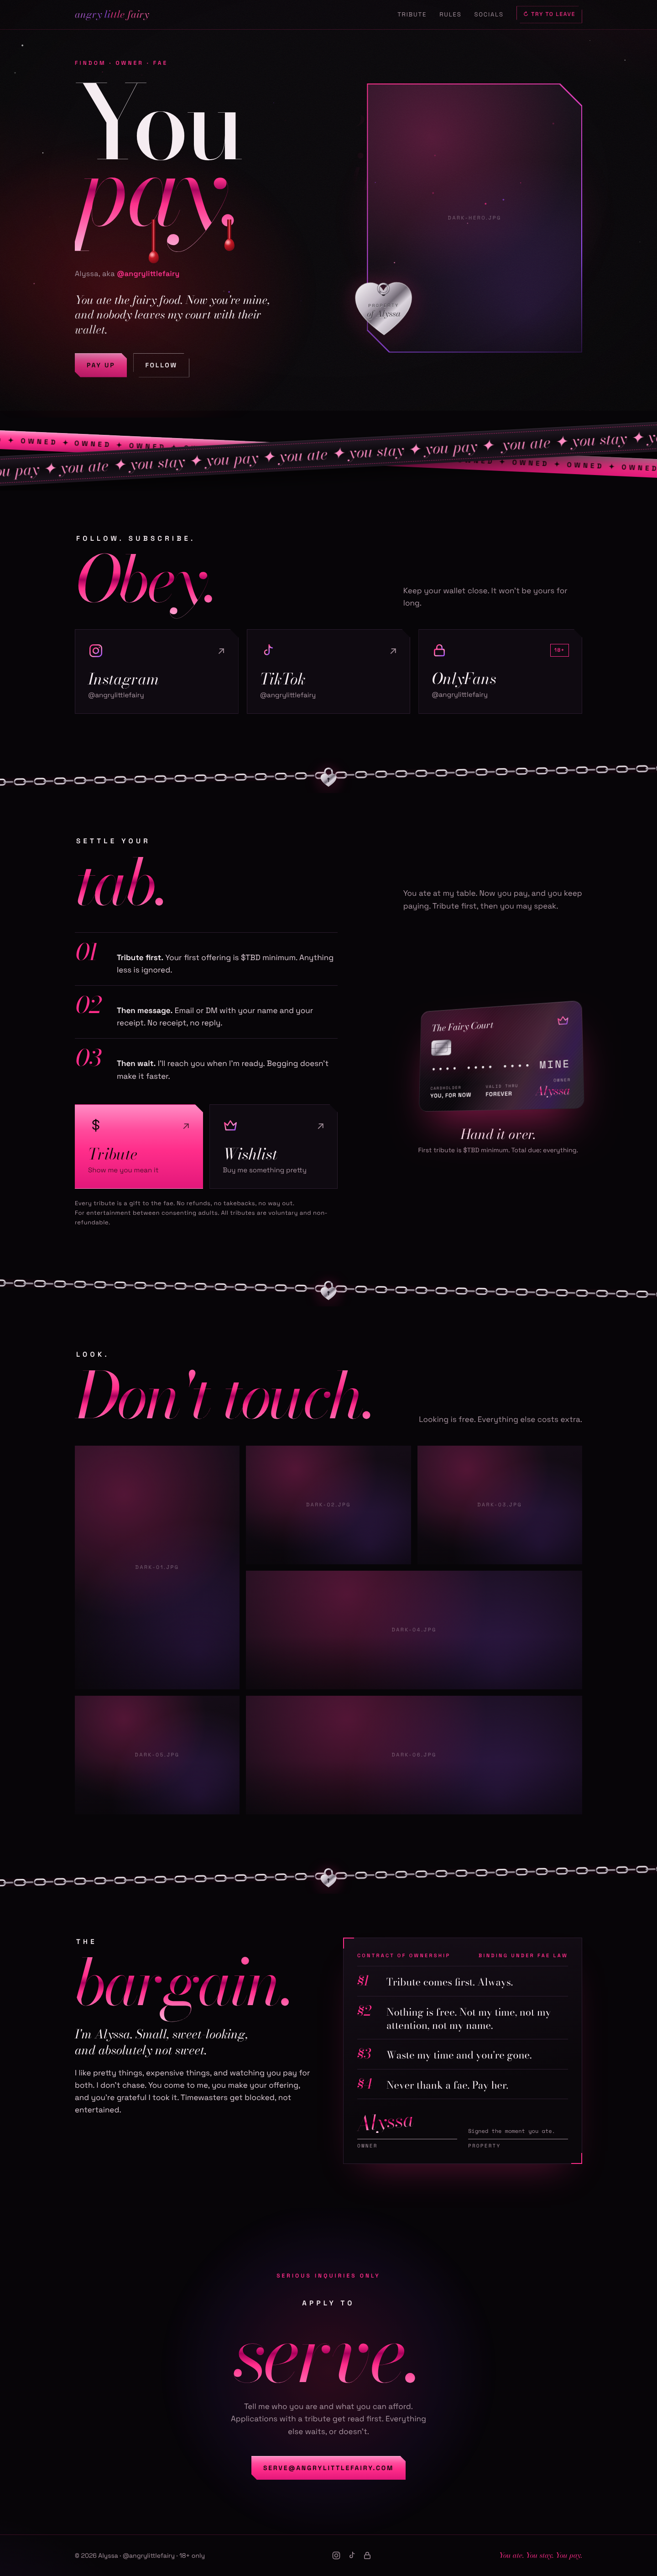 angry little fairy
TRIBUTE
RULES
SOCIALS
TRY TO LEAVE
FINDOM · OWNER · FAE
You
pay.
Alyssa, aka @angrylittlefairy
You ate the fairy food. Now you're mine,
and nobody leaves my court with their
wallet.
PAY UP
FOLLOW
DARK-HERO.JPG
PROPERTY
of Alyssa
✦ OWNED ✦ OWNED ✦ OWNED ✦ OWNED
OWNED ✦ OWNED ✦ OWNED ✦ OWNED
you pay ✦ you ate ✦ you stay ✦ you pay ✦ you ate ✦ you stay ✦ you pay ✦ you ate ✦ you stay ✦
FOLLOW. SUBSCRIBE.
Obey.
Keep your wallet close. It won't be yours for
long.
Instagram
@angrylittlefairy
TikTok
@angrylittlefairy
18+
OnlyFans
@angrylittlefairy
SETTLE YOUR
tab.
You ate at my table. Now you pay, and you keep
paying. Tribute first, then you may speak.
01
Tribute first. Your first offering is $TBD minimum. Anything
less is ignored.
02
Then message. Email or DM with your name and your
receipt. No receipt, no reply.
03
Then wait. I'll reach you when I'm ready. Begging doesn't
make it faster.
$
Tribute
Show me you mean it
Wishlist
Buy me something pretty
Every tribute is a gift to the fae. No refunds, no takebacks, no way out.
For entertainment between consenting adults. All tributes are voluntary and non-
refundable.
The Fairy Court
•••• •••• •••• MINE
CARDHOLDER
YOU, FOR NOW
VALID THRU
FOREVER
OWNER
Alyssa
Hand it over.
First tribute is $TBD minimum. Total due: everything.
LOOK.
Don't touch.
Looking is free. Everything else costs extra.
DARK-01.JPG
DARK-02.JPG
DARK-03.JPG
DARK-04.JPG
DARK-05.JPG
DARK-06.JPG
THE
bargain.
I'm Alyssa. Small, sweet-looking,
and absolutely not sweet.
I like pretty things, expensive things, and watching you pay for
both. I don't chase. You come to me, you make your offering,
and you're grateful I took it. Timewasters get blocked, not
entertained.
CONTRACT OF OWNERSHIP
BINDING UNDER FAE LAW
§1
Tribute comes first. Always.
§2
Nothing is free. Not my time, not my
attention, not my name.
§3
Waste my time and you're gone.
§4
Never thank a fae. Pay her.
Alyssa
OWNER
Signed the moment you ate.
PROPERTY
SERIOUS INQUIRIES ONLY
APPLY TO
serve.
Tell me who you are and what you can afford.
Applications with a tribute get read first. Everything
else waits, or doesn't.
SERVE@ANGRYLITTLEFAIRY.COM
© 2026 Alyssa · @angrylittlefairy · 18+ only
You ate. You stay. You pay.